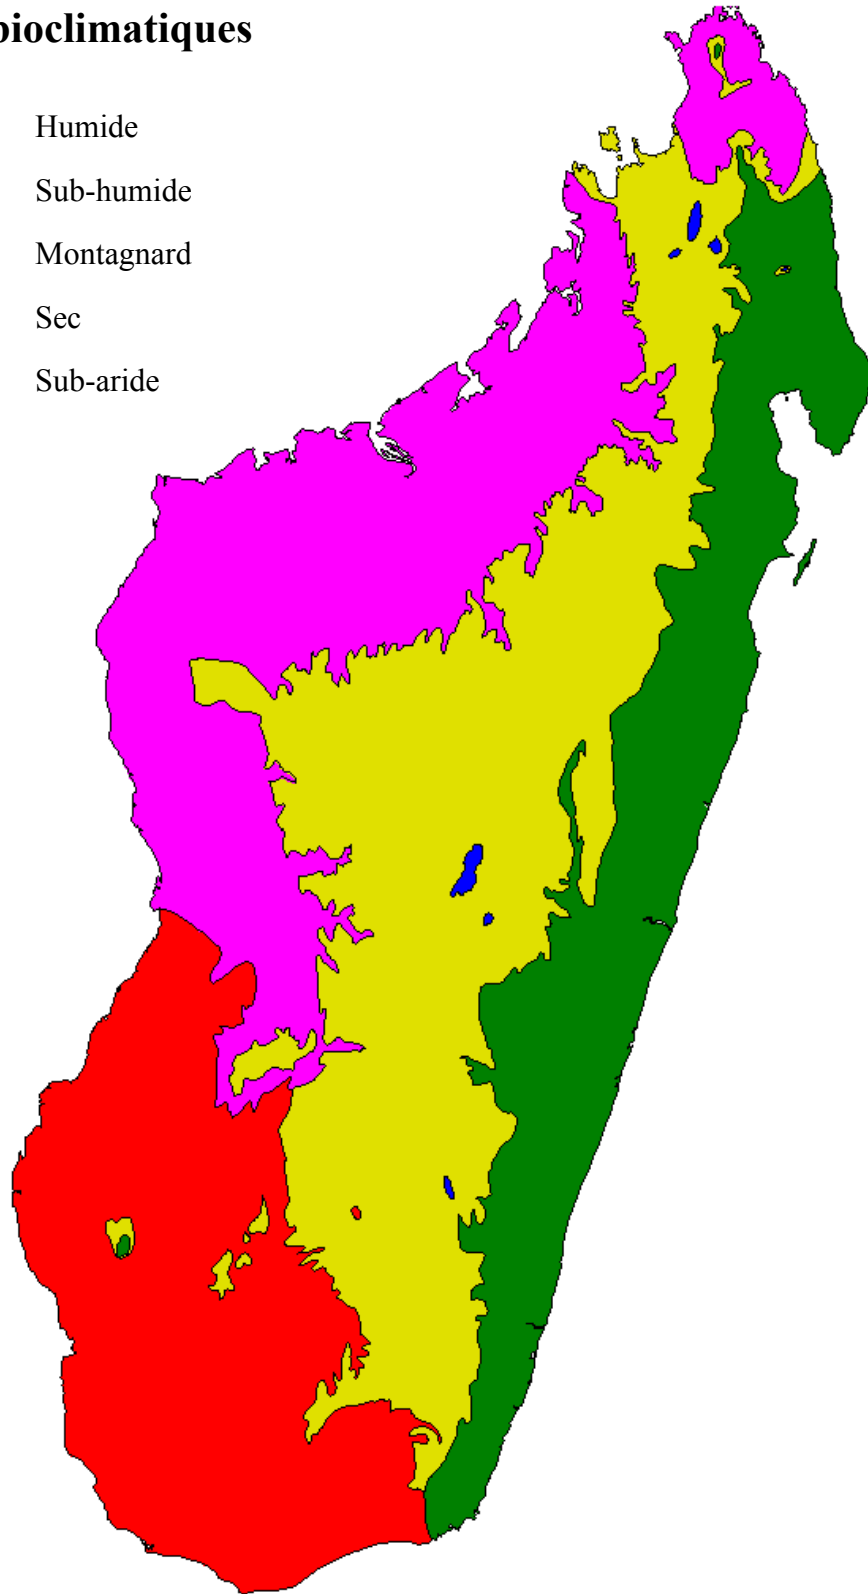 bioclimatiques
Humide
Sub-humide
Montagnard
Sec
Sub-aride